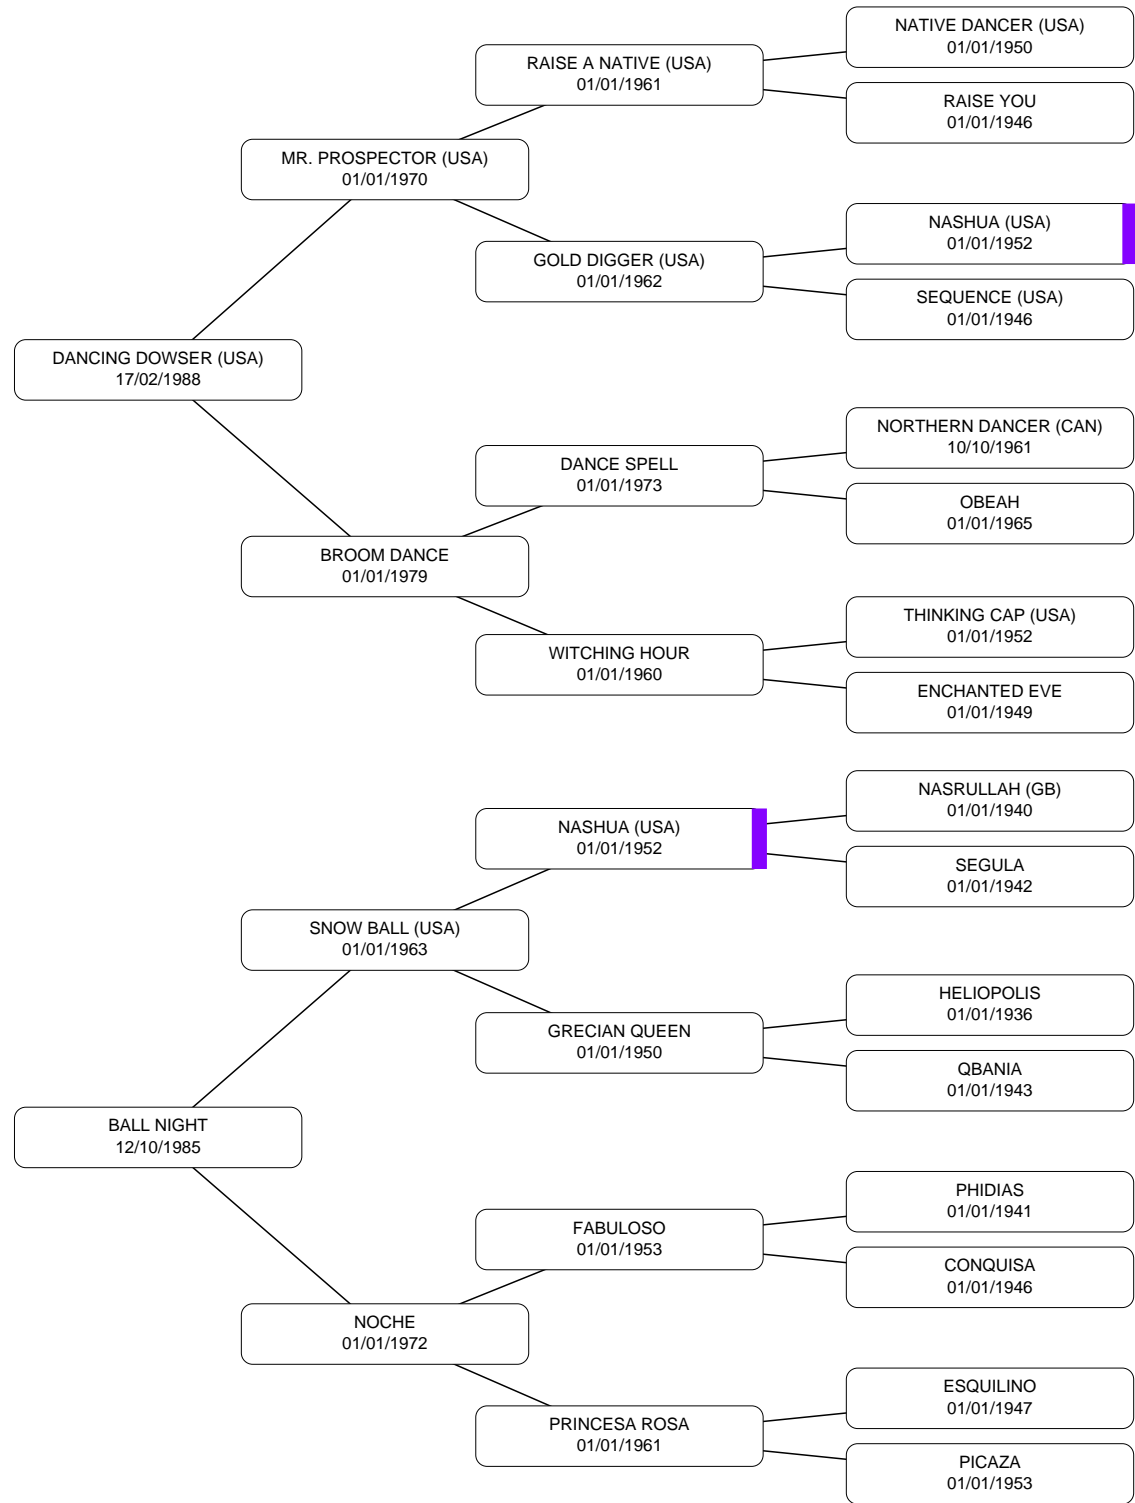 NATIVE DANCER (USA)
01/01/1950
RAISE A NATIVE (USA)
01/01/1961
RAISE YOU
01/01/1946
MR. PROSPECTOR (USA)
01/01/1970
NASHUA (USA)
01/01/1952
GOLD DIGGER (USA)
01/01/1962
SEQUENCE (USA)
01/01/1946
DANCING DOWSER (USA)
17/02/1988
NORTHERN DANCER (CAN)
10/10/1961
DANCE SPELL
01/01/1973
OBEAH
01/01/1965
BROOM DANCE
01/01/1979
THINKING CAP (USA)
01/01/1952
WITCHING HOUR
01/01/1960
ENCHANTED EVE
01/01/1949
NASRULLAH (GB)
01/01/1940
NASHUA (USA)
01/01/1952
SEGULA
01/01/1942
SNOW BALL (USA)
01/01/1963
HELIOPOLIS
01/01/1936
GRECIAN QUEEN
01/01/1950
QBANIA
01/01/1943
BALL NIGHT
12/10/1985
PHIDIAS
01/01/1941
FABULOSO
01/01/1953
CONQUISA
01/01/1946
NOCHE
01/01/1972
ESQUILINO
01/01/1947
PRINCESA ROSA
01/01/1961
PICAZA
01/01/1953